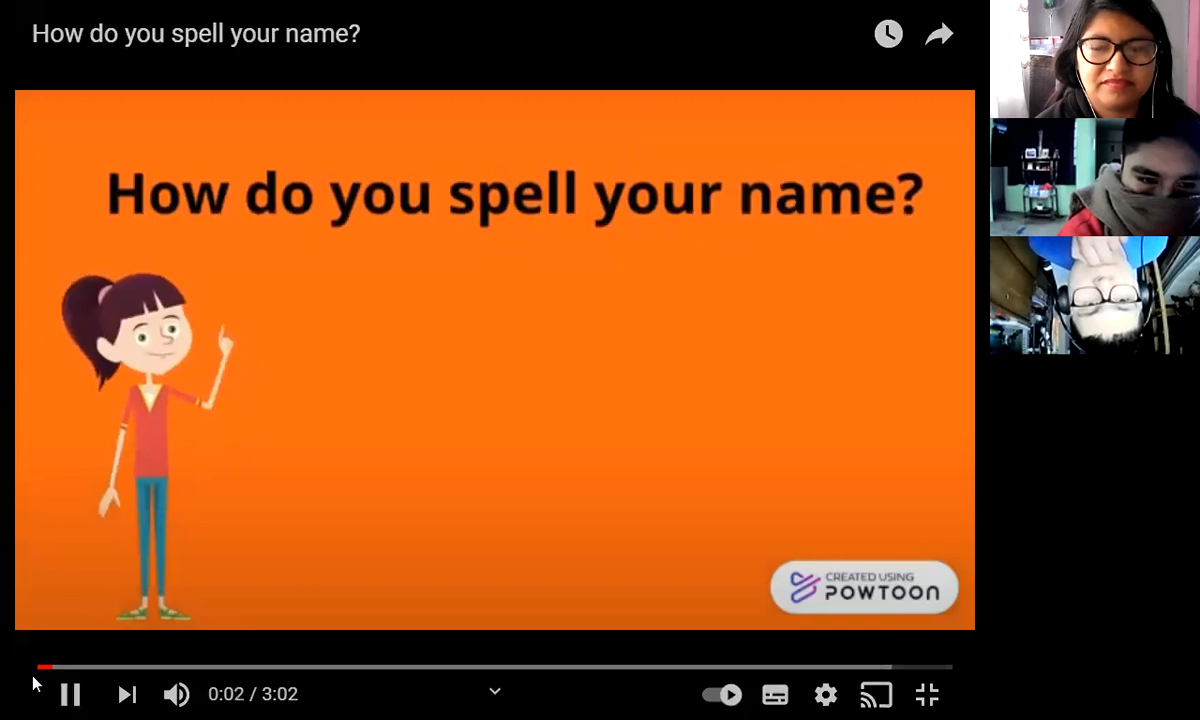 How do you spell your name?
How do you spell your name?
CREATED USING
POWTOON
0:02 / 3:02